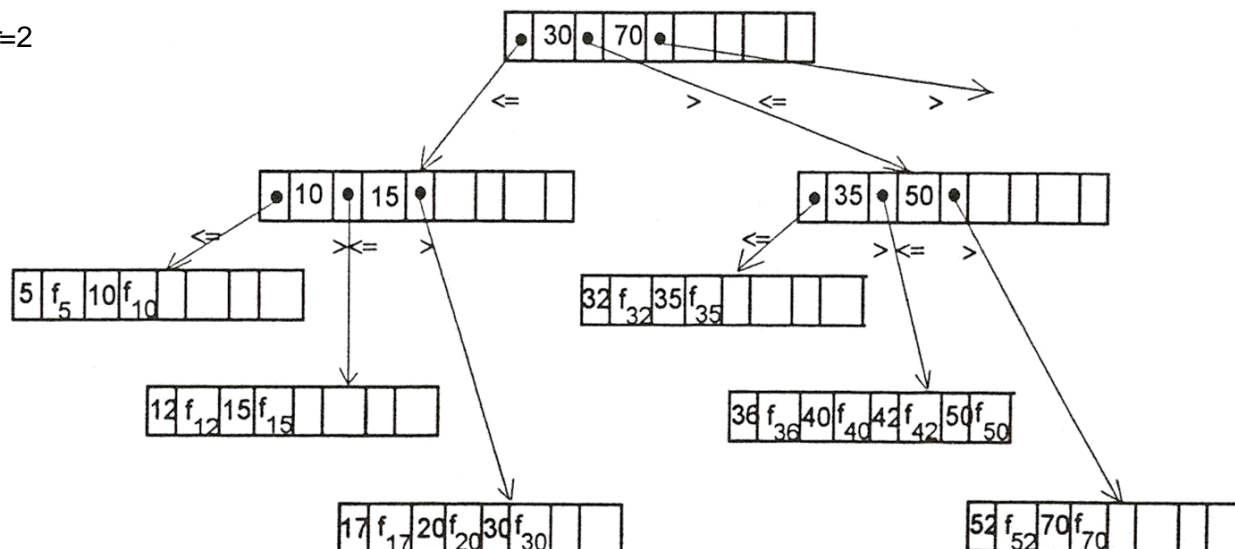 =2
30 70
<= > <= >
10 15
35 50
<= > <= >
<= > <= >
5 f5 10 f10
32 f32 35 f35
12 f12 15 f15
36 f36 40 f40 42 f42 50 f50
17 f17 20 f20 30 f30
52 f52 70 f70